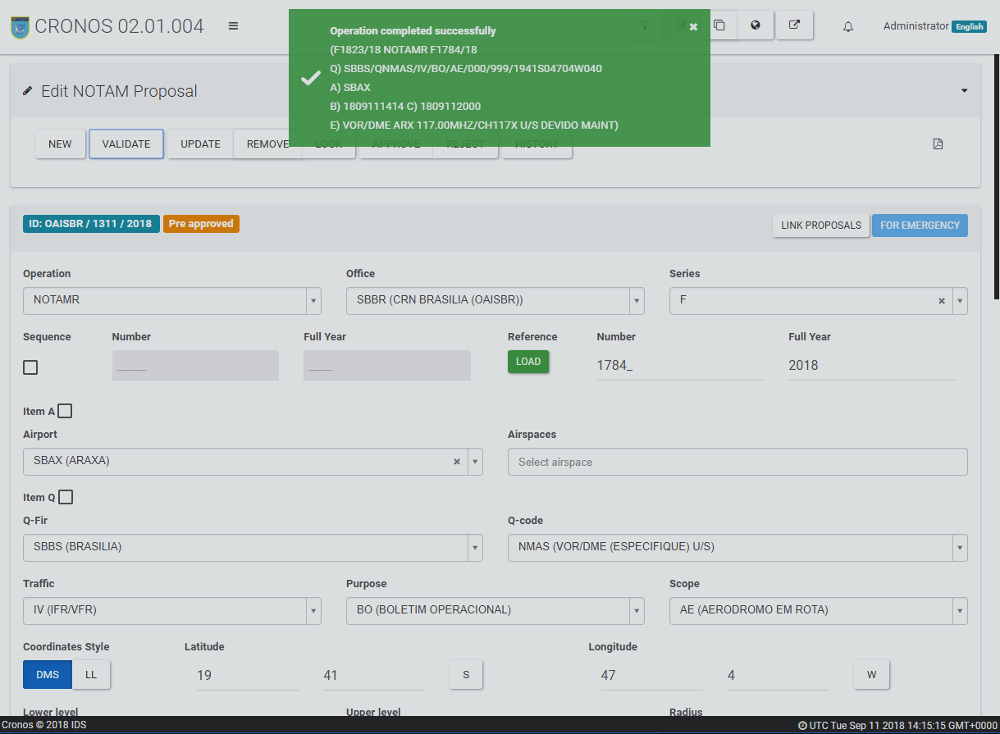 CRONOS 02.01.004
Administrator English
Operation completed successfully
(F1823/18 NOTAMR F1784/18
Q) SBBS/QNMAS/IV/BO/AE/000/999/1941S04704W040
A) SBAX
B) 1809111414 C) 1809112000
E) VOR/DME ARX 117.00MHZ/CH117X U/S DEVIDO MAINT)
Edit NOTAM Proposal
NEW VALIDATE UPDATE REMOVE LOCK APPROVE REJECT HISTORY
ID: OAISBR / 1311 / 2018 Pre approved LINK PROPOSALS FOR EMERGENCY
Operation Office Series
NOTAMR SBBR (CRN BRASILIA (OAISBR)) F
Sequence Number Full Year Reference Number Full Year
LOAD 1784_ 2018
Item A
Airport Airspaces
SBAX (ARAXA) Select airspace
Item Q
Q-Fir Q-code
SBBS (BRASILIA) NMAS (VOR/DME (ESPECIFIQUE) U/S)
Traffic Purpose Scope
IV (IFR/VFR) BO (BOLETIM OPERACIONAL) AE (AERODROMO EM ROTA)
Coordinates Style Latitude Longitude
DMS LL 19 41 S 47 4 W
Lower level Upper level Radius
Cronos © 2018 IDS UTC Tue Sep 11 2018 14:15:15 GMT+0000